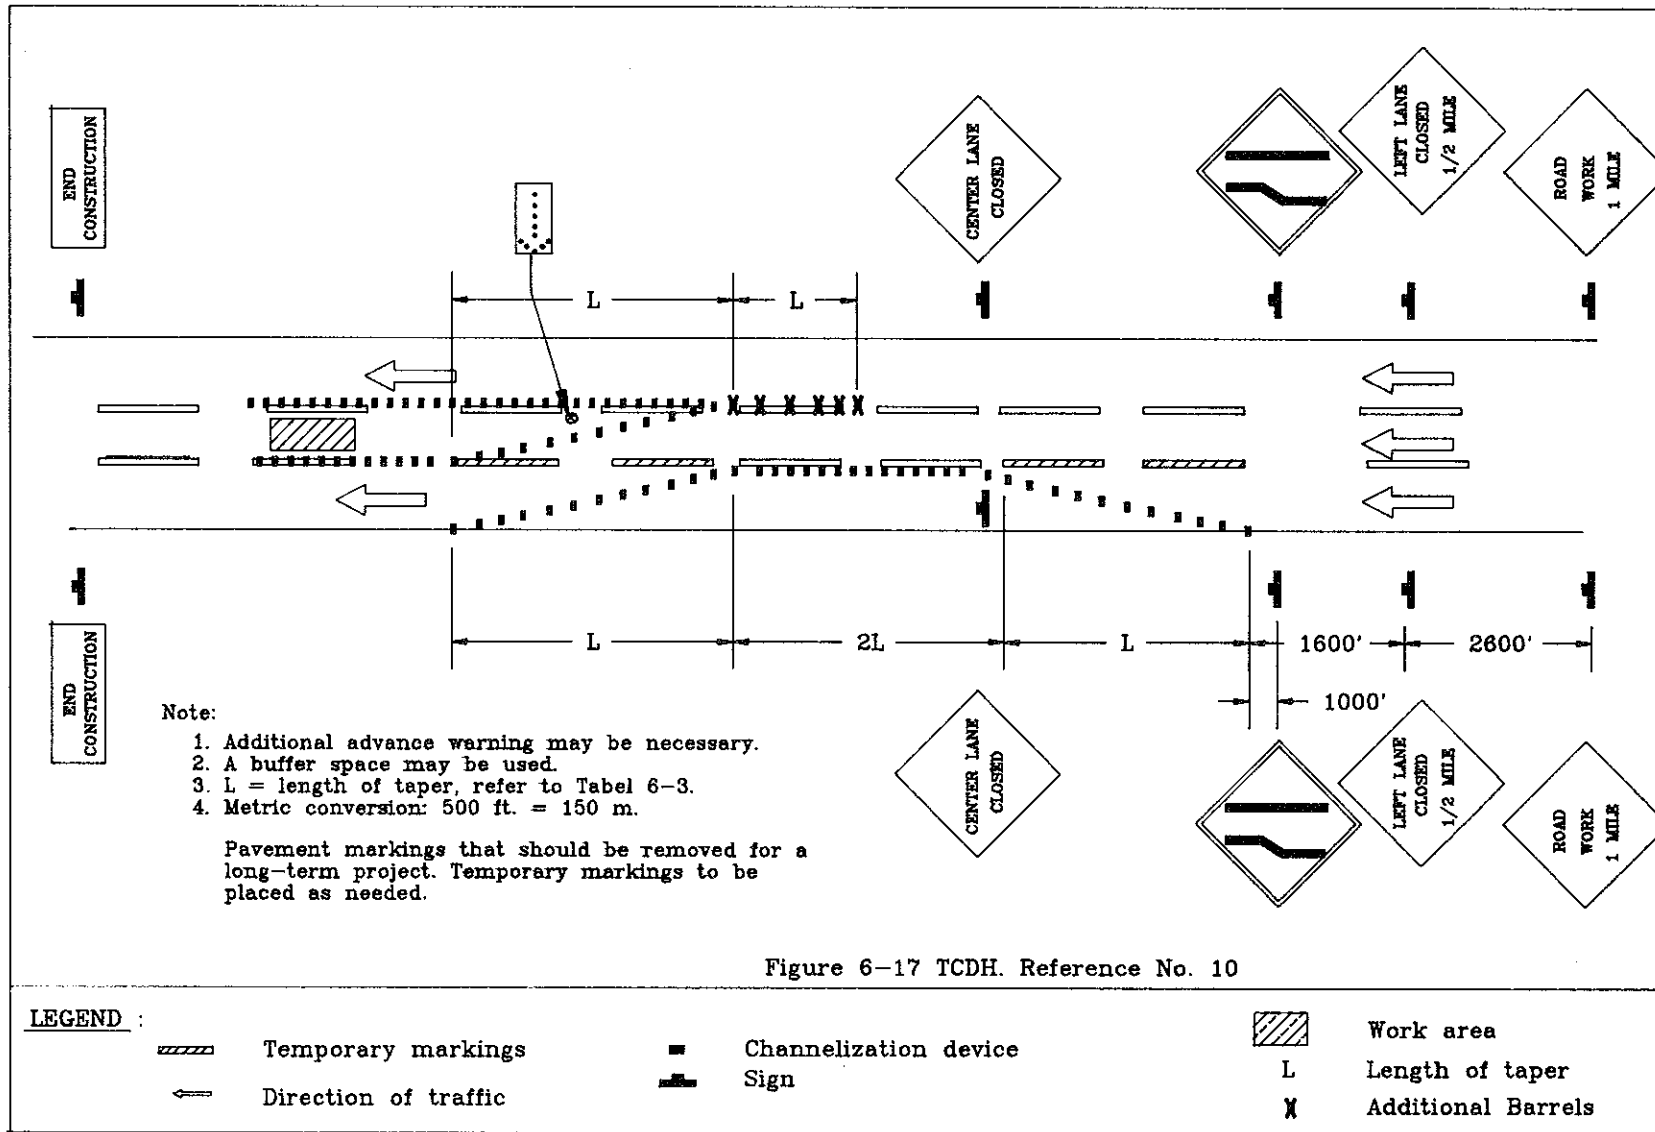 END
CONSTRUCTION
CENTER LANE
CLOSED
LEFT LANE
CLOSED
1/2 MILE
ROAD
WORK
1 MILE
L
L
L
2L
L
1600'
2600'
1000'
END
CONSTRUCTION
CENTER LANE
CLOSED
LEFT LANE
CLOSED
1/2 MILE
ROAD
WORK
1 MILE
Note:
1. Additional advance warning may be necessary.
2. A buffer space may be used.
3. L = length of taper, refer to Tabel 6-3.
4. Metric conversion: 500 ft. = 150 m.
Pavement markings that should be removed for a
long-term project. Temporary markings to be
placed as needed.
Figure 6-17 TCDH. Reference No. 10
LEGEND :
Temporary markings
Direction of traffic
Channelization device
Sign
Work area
L Length of taper
Additional Barrels